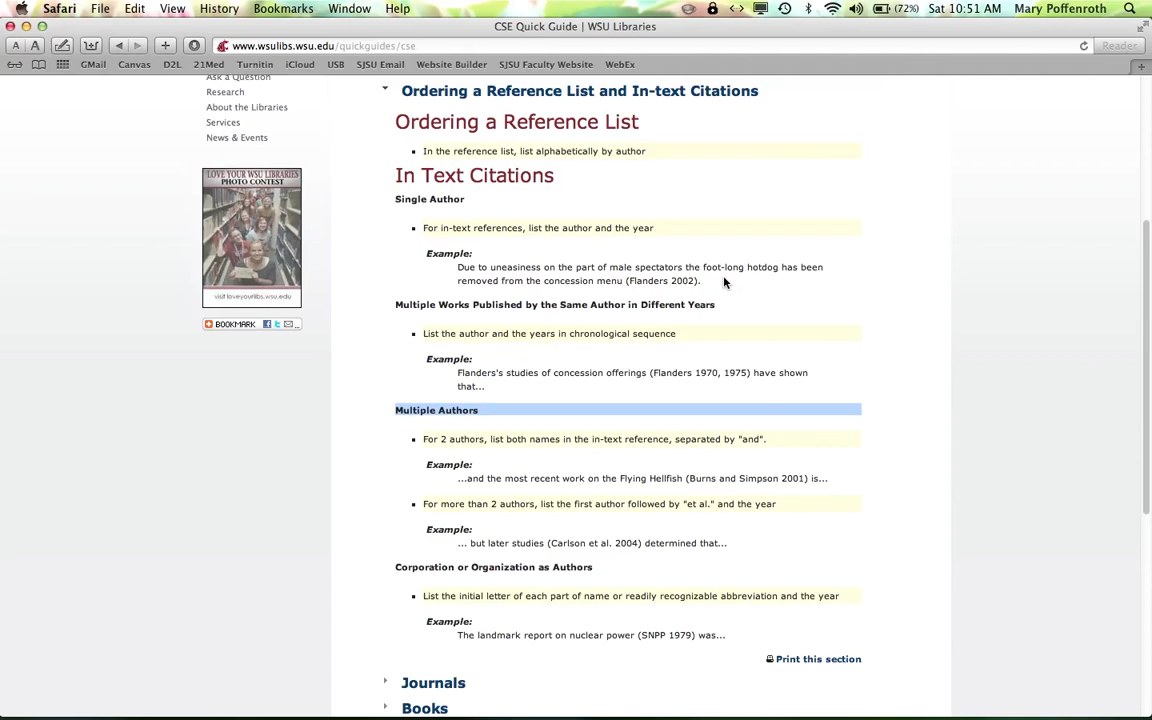 Safari File Edit View History Bookmarks Window Help (72%) Sat 10:51 AM Mary Poffenroth
CSE Quick Guide | WSU Libraries
A A www.wsulibs.wsu.edu/quickguides/cse Reader
GMail Canvas D2L 21Med Turnitin iCloud USB SJSU Email Website Builder SJSU Faculty Website WebEx
Ask a Question
Research
About the Libraries
Services
News & Events
LOVE YOUR WSU LIBRARIES
PHOTO CONTEST
visit loveyourlibs.wsu.edu
BOOKMARK
Ordering a Reference List and In-text Citations
Ordering a Reference List
In the reference list, list alphabetically by author
In Text Citations
Single Author
For in-text references, list the author and the year
Example:
Due to uneasiness on the part of male spectators the foot-long hotdog has been
removed from the concession menu (Flanders 2002).
Multiple Works Published by the Same Author in Different Years
List the author and the years in chronological sequence
Example:
Flanders's studies of concession offerings (Flanders 1970, 1975) have shown
that...
Multiple Authors
For 2 authors, list both names in the in-text reference, separated by "and".
Example:
...and the most recent work on the Flying Hellfish (Burns and Simpson 2001) is...
For more than 2 authors, list the first author followed by "et al." and the year
Example:
... but later studies (Carlson et al. 2004) determined that...
Corporation or Organization as Authors
List the initial letter of each part of name or readily recognizable abbreviation and the year
Example:
The landmark report on nuclear power (SNPP 1979) was...
Print this section
Journals
Books